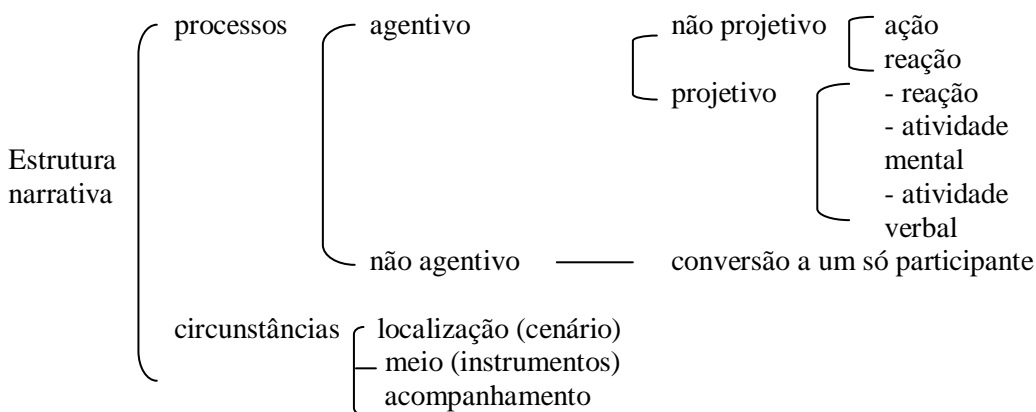 processos agentivo não projetivo ação
reação
projetivo - reação
- atividade
Estrutura mental
narrativa - atividade
verbal
não agentivo conversão a um só participante
circunstâncias localização (cenário)
meio (instrumentos)
acompanhamento